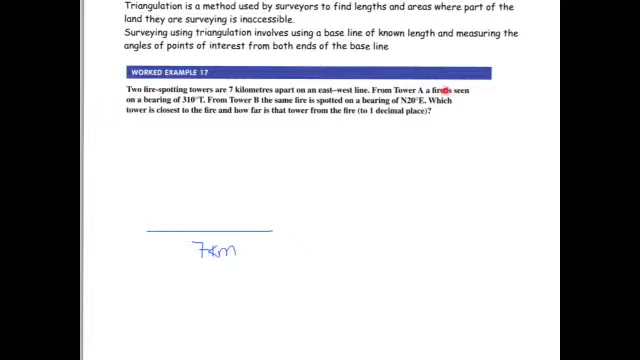 Triangulation is a method used by surveyors to find lengths and areas where part of the
land they are surveying is inaccessible.
Surveying using triangulation involves using a base line of known length and measuring the
angles of points of interest from both ends of the base line
WORKED EXAMPLE 17
Two fire-spotting towers are 7 kilometres apart on an east–west line. From Tower A a fire is seen
on a bearing of 310°T. From Tower B the same fire is spotted on a bearing of N20°E. Which
tower is closest to the fire and how far is that tower from the fire (to 1 decimal place)?
7km